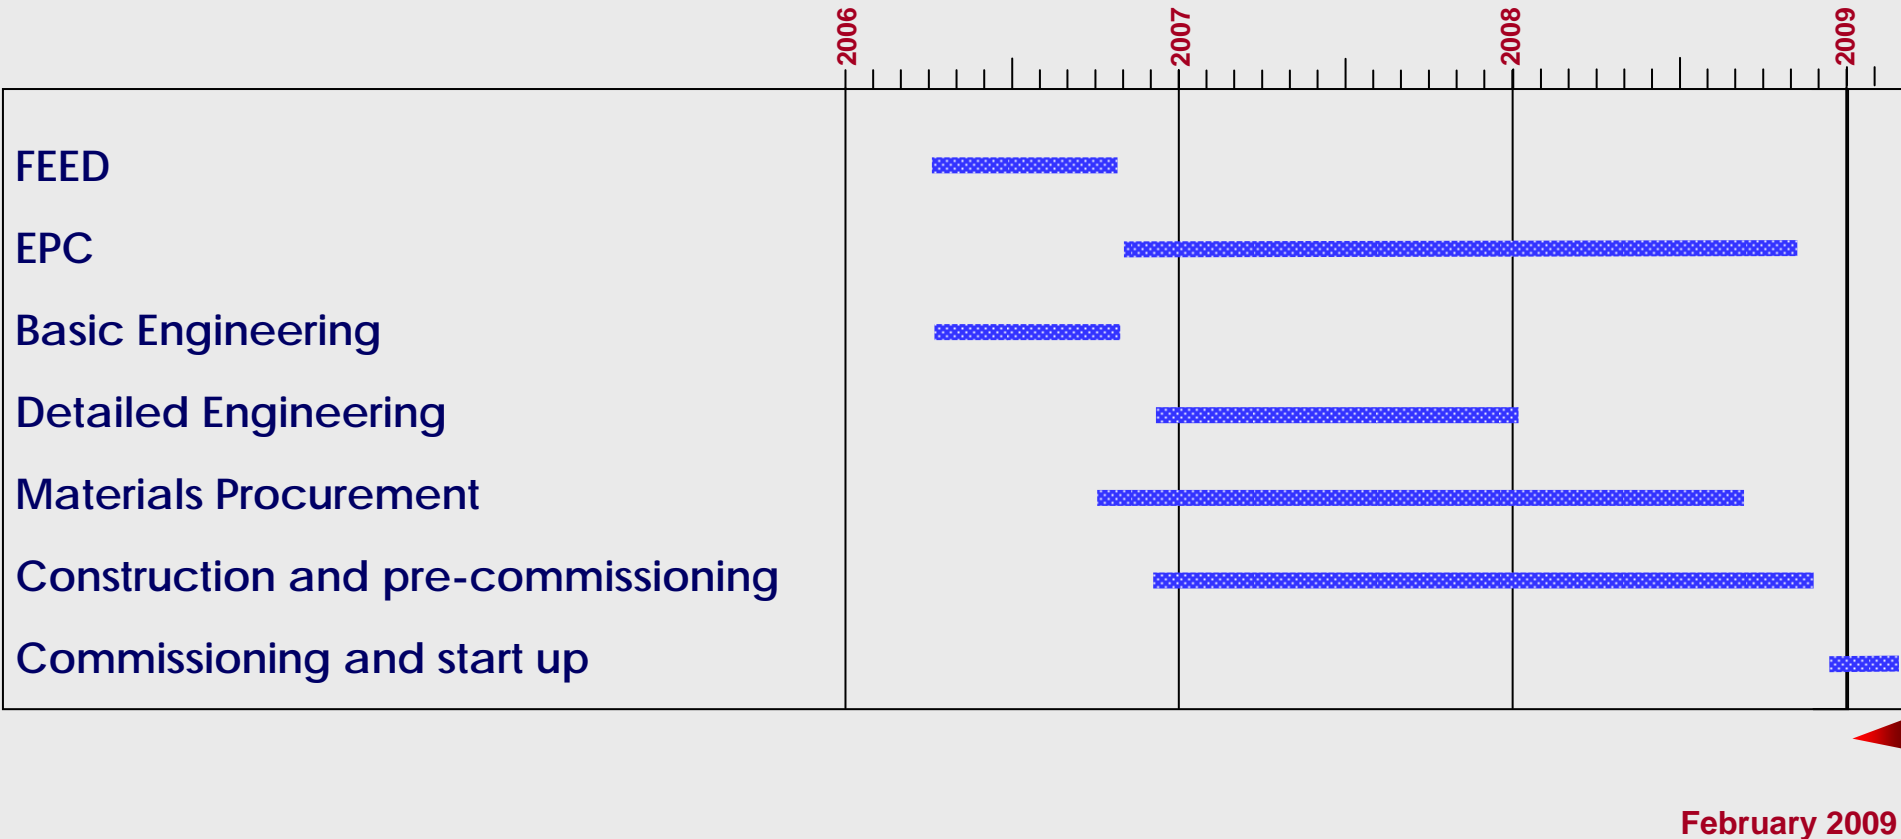 2006 2007 2008 2009
FEED
EPC
Basic Engineering
Detailed Engineering
Materials Procurement
Construction and pre-commissioning
Commissioning and start up
February 2009